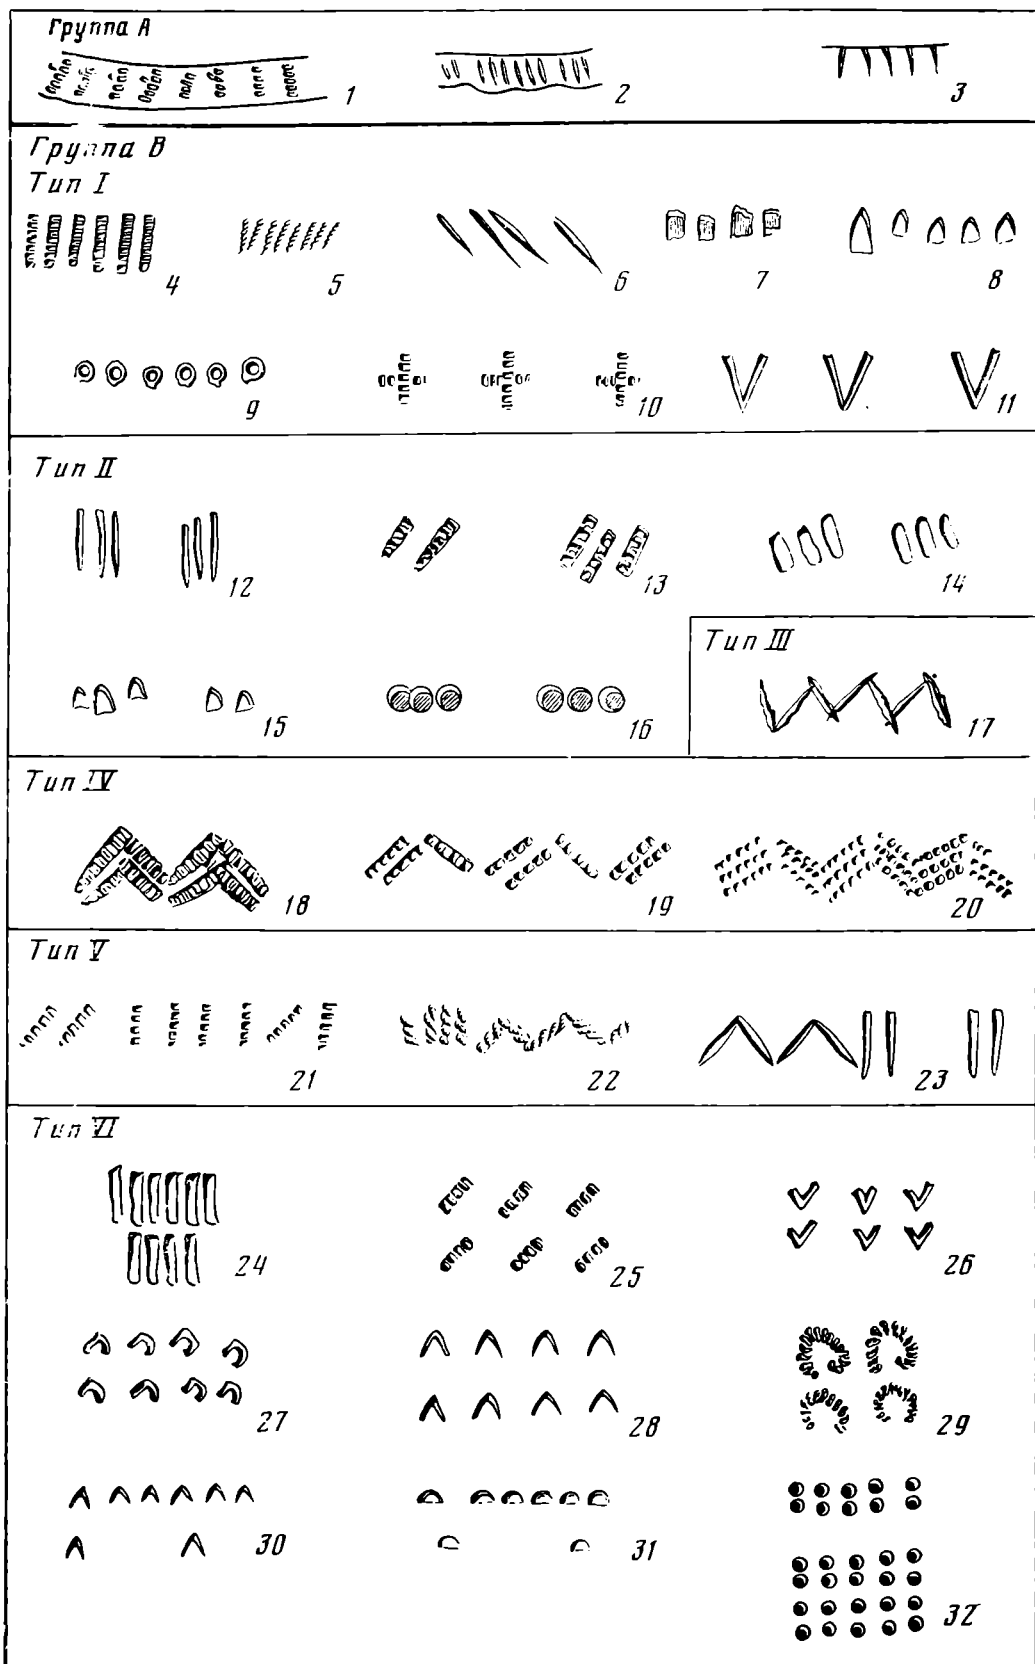 Группа А
1 2 3
Группа В
Тип I
4 5 6 7 8
9 10 11
Тип II
12 13 14
Тип III
15 16 17
Тип IV
18 19 20
Тип V
21 22 23
Тип VI
24 25 26
27 28 29
30 31 32